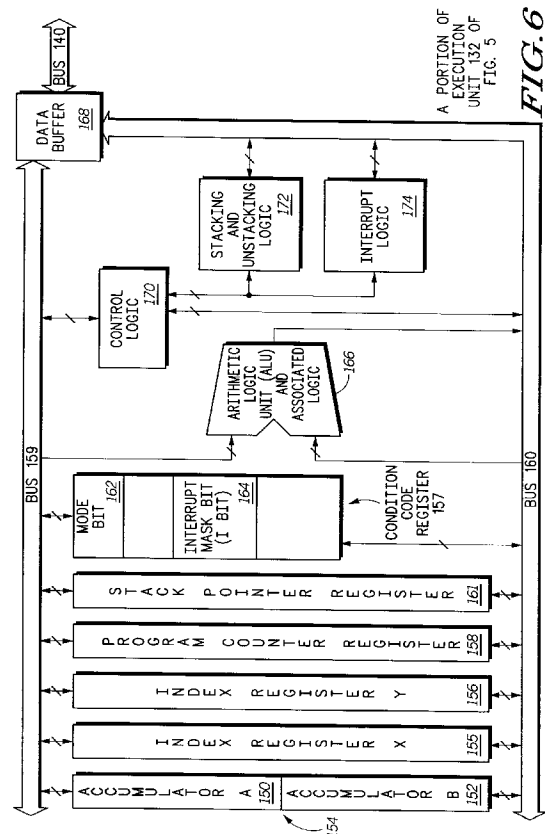 BUS 159
BUS 140
DATA
BUFFER
168
ACCUMULATOR A 150
ACCUMULATOR B 152
154
INDEX REGISTER X 155
INDEX REGISTER Y 156
PROGRAM COUNTER REGISTER 158
STACK POINTER REGISTER 161
MODE
BIT 162
INTERRUPT
MASK BIT
(I BIT) 164
CONDITION
CODE
REGISTER
157
ARITHMETIC
LOGIC
UNIT (ALU)
AND
ASSOCIATED
LOGIC
166
CONTROL
LOGIC
170
STACKING
AND
UNSTACKING
LOGIC 172
INTERRUPT
LOGIC
174
BUS 160
A PORTION OF
EXECUTION
UNIT 132 OF
FIG. 5
FIG.6